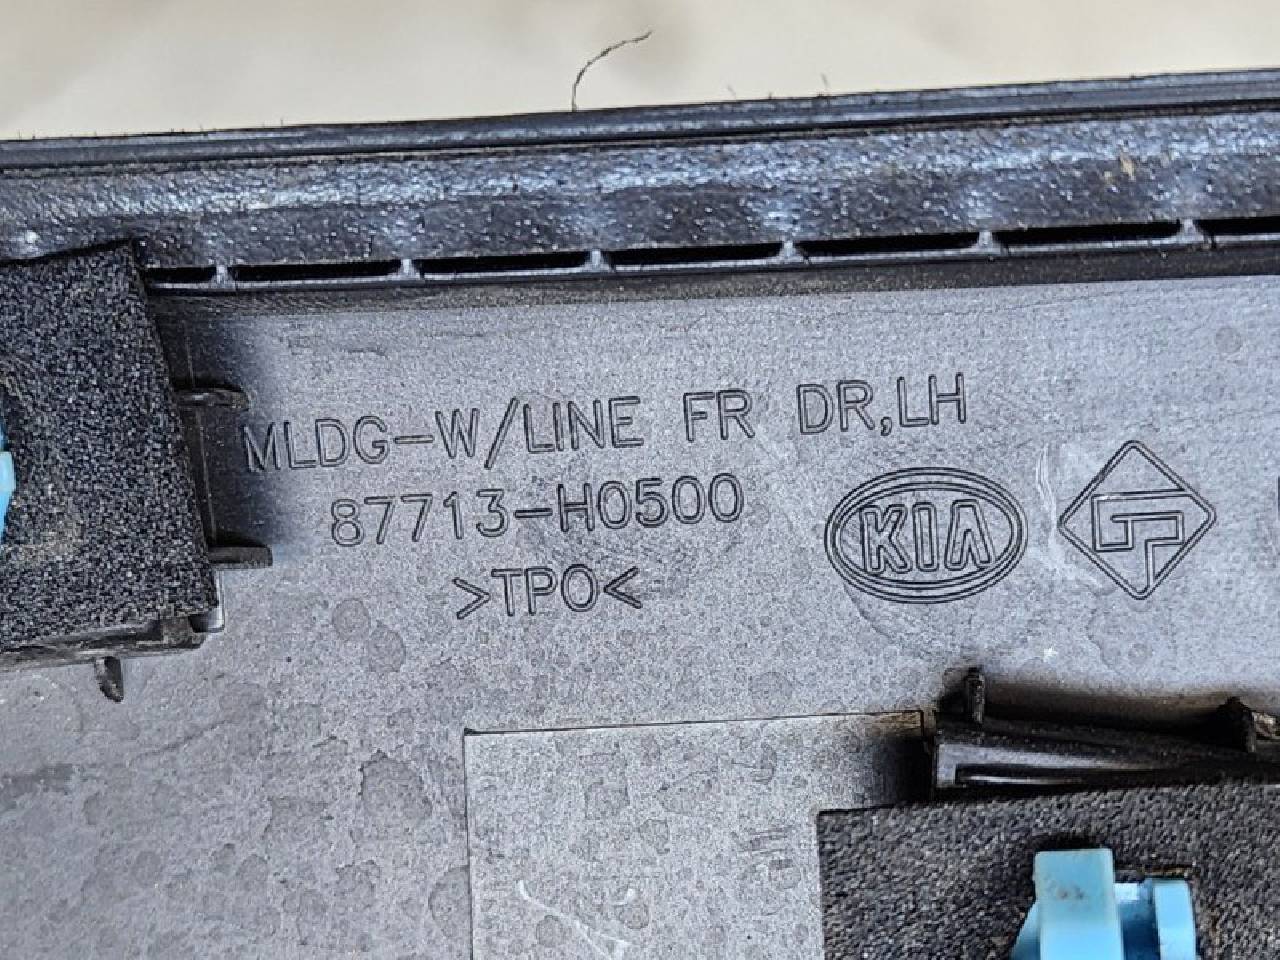 MLDG-W/LINE FR DR,LH
87713-H0500
>TPO<
KIA